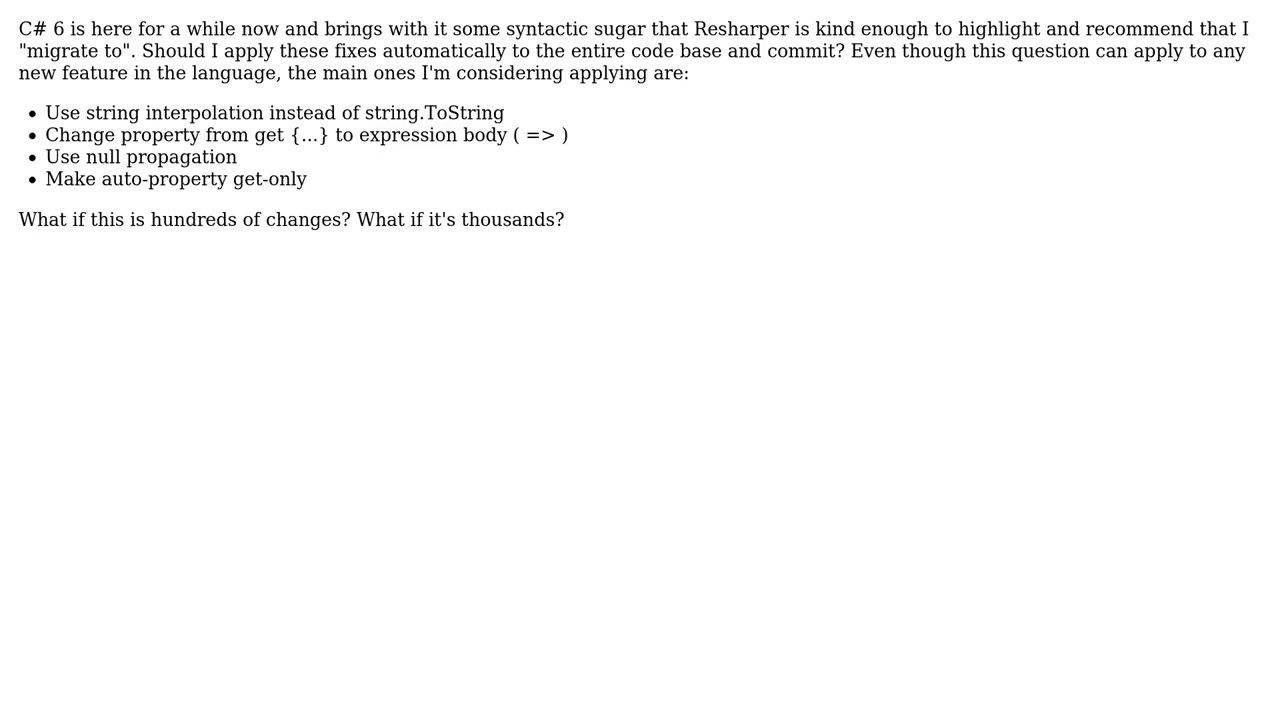 C# 6 is here for a while now and brings with it some syntactic sugar that Resharper is kind enough to highlight and recommend that I
"migrate to". Should I apply these fixes automatically to the entire code base and commit? Even though this question can apply to any
new feature in the language, the main ones I'm considering applying are:
• Use string interpolation instead of string.ToString
• Change property from get {...} to expression body ( => )
• Use null propagation
• Make auto-property get-only
What if this is hundreds of changes? What if it's thousands?